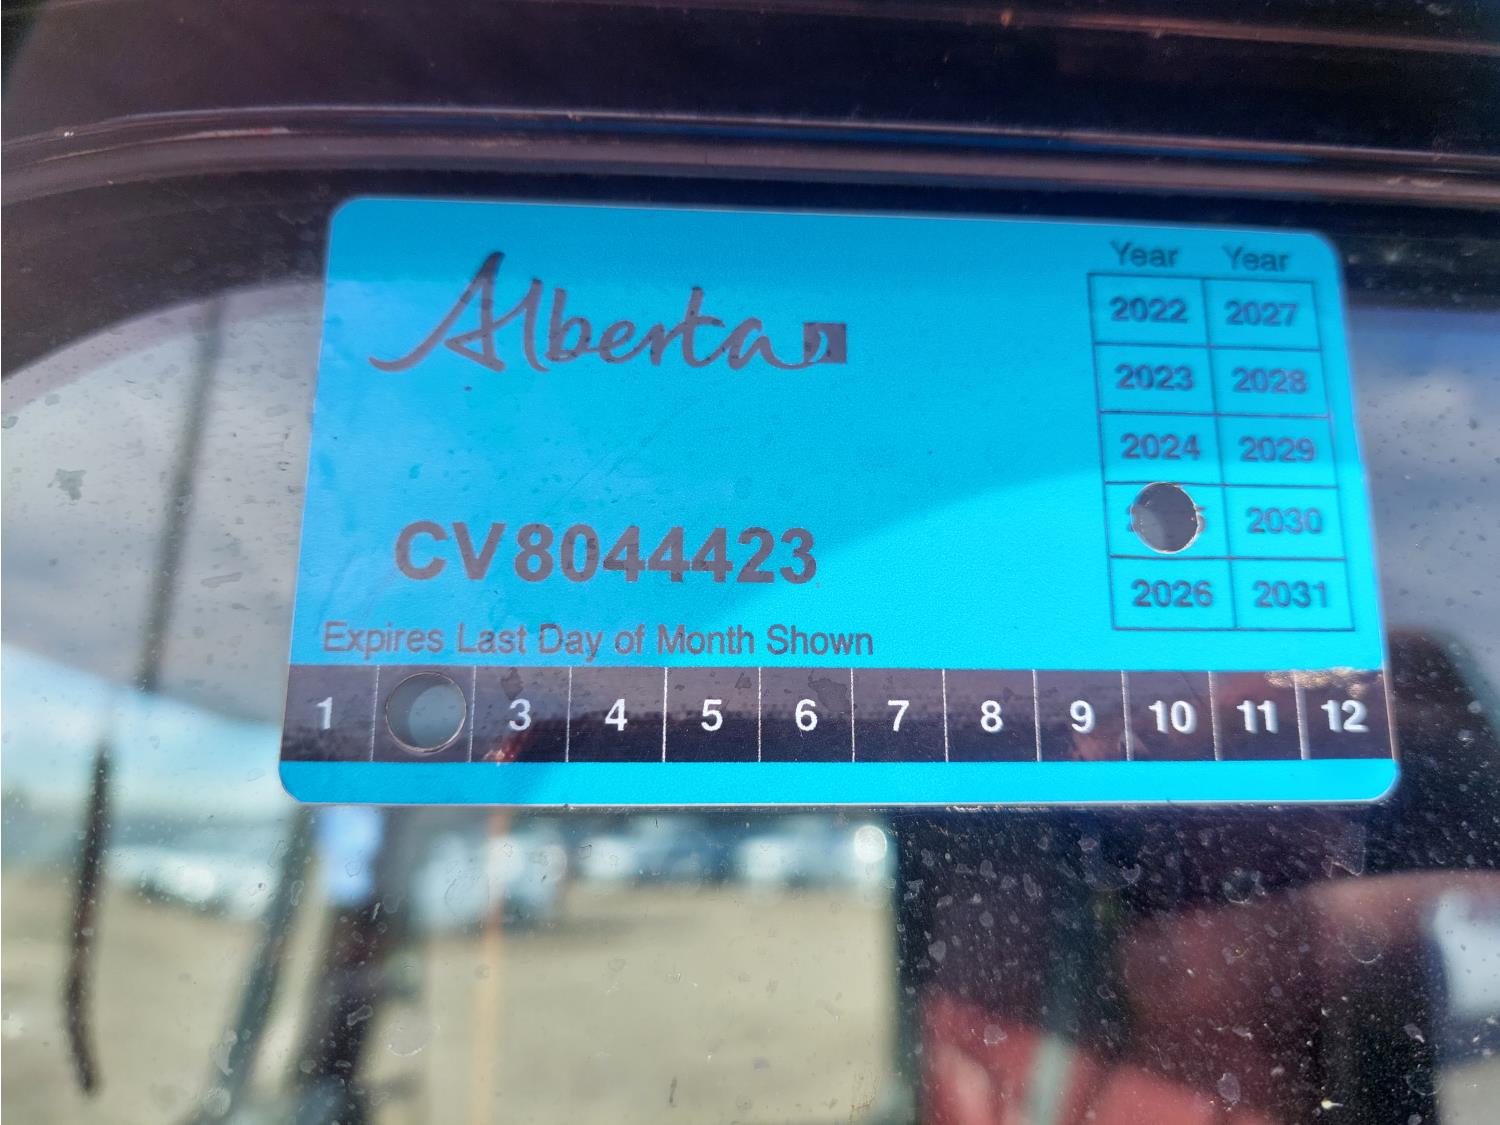 Alberta
Year Year
2022 2027
2023 2028
2024 2029
2030
2026 2031
CV8044423
Expires Last Day of Month Shown
1 3 4 5 6 7 8 9 10 11 12